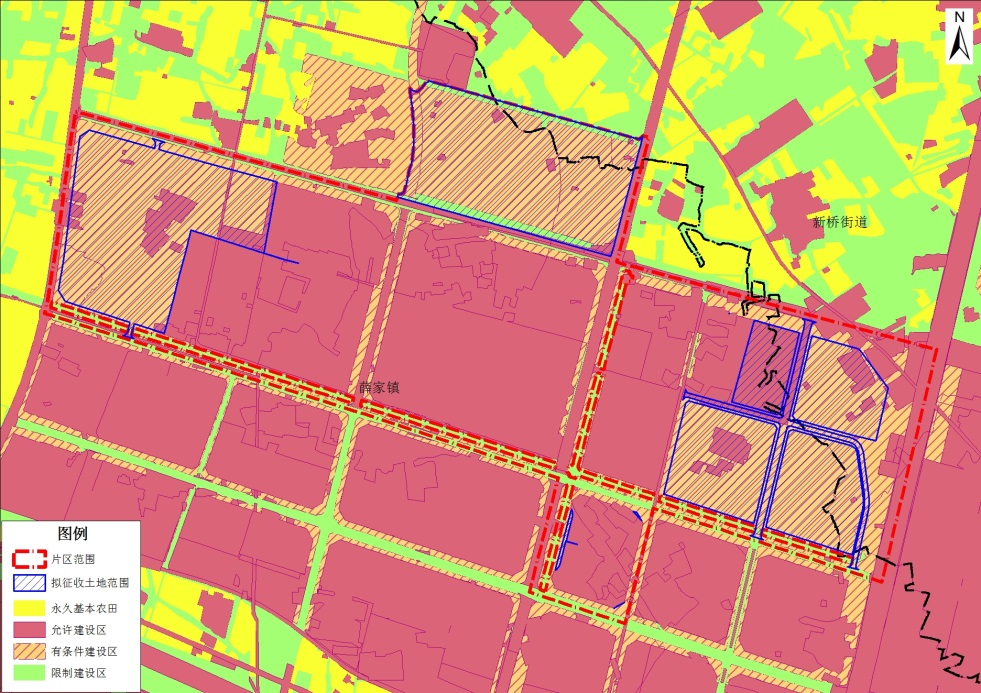 N
新桥街道
薛家镇
图例
片区范围
拟征收土地范围
永久基本农田
允许建设区
有条件建设区
限制建设区